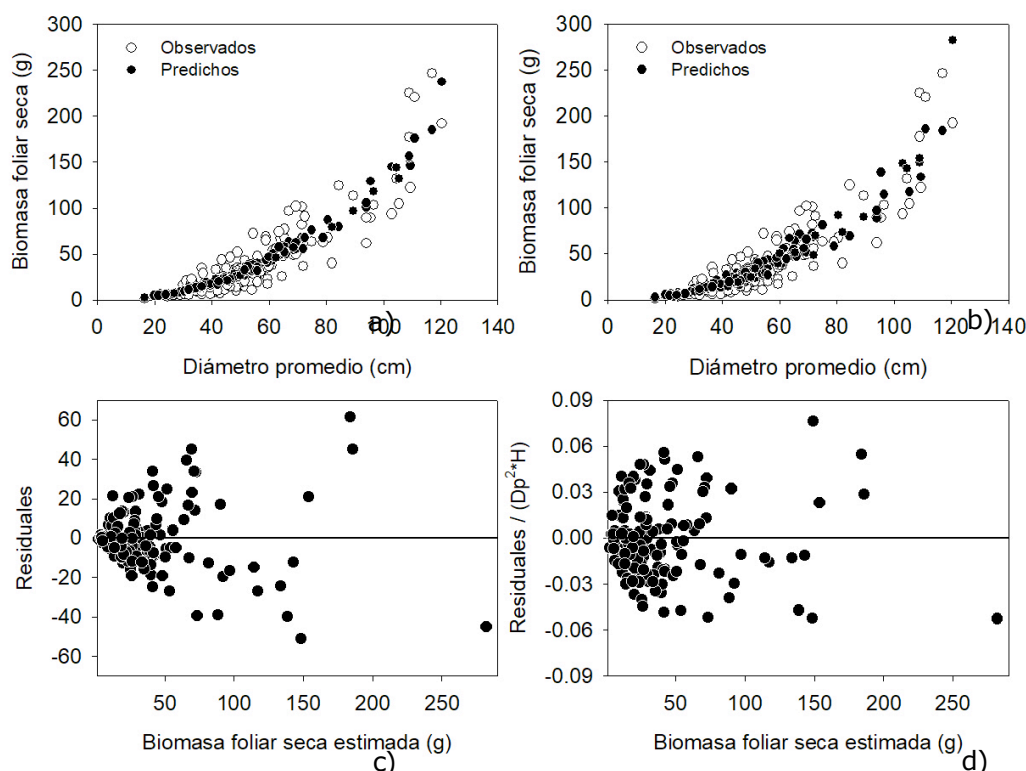 300
250
200
150
100
50
0
Biomasa foliar seca (g)
Observados
Predichos
0 20 40 60 80 100 120 140
a)
Diámetro promedio (cm)
300
250
200
150
100
50
0
Biomasa foliar seca (g)
Observados
Predichos
0 20 40 60 80 100 120 140
b)
Diámetro promedio (cm)
60
40
20
0
-20
-40
-60
Residuales
50 100 150 200 250
Biomasa foliar seca estimada (g)
c)
0.09
0.06
0.03
0.00
-0.03
-0.06
-0.09
Residuales / (Dp²*H)
50 100 150 200 250
Biomasa foliar seca estimada (g)
d)